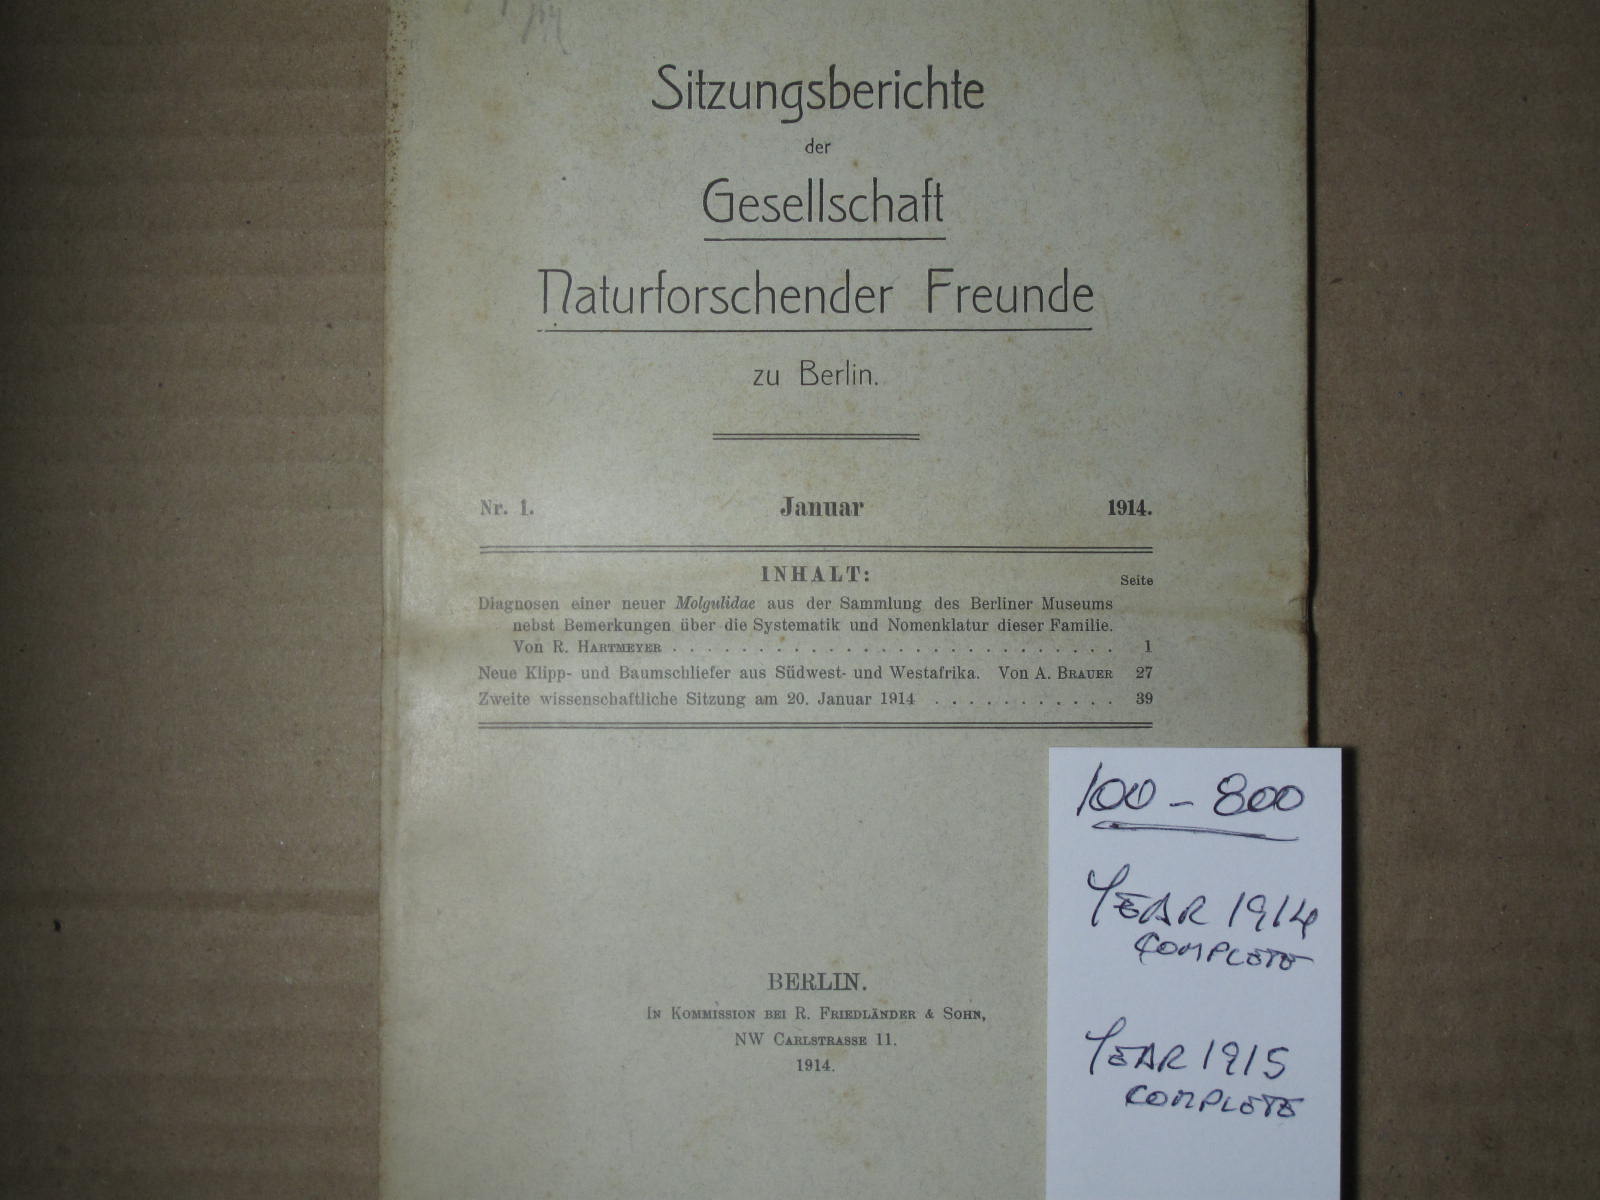 Sitzungsberichte
der
Gesellschaft
Naturforschender Freunde
zu Berlin.
Nr. 1. Januar 1914.
INHALT:
Seite
Diagnosen einer neuer Molgulidae aus der Sammlung des Berliner Museums
nebst Bemerkungen über die Systematik und Nomenklatur dieser Familie.
Von R. HARTMEYER . . . . . . . . . . . . . . . . . . . . . . . . . . 1
Neue Klipp- und Baumschliefer aus Südwest- und Westafrika. Von A. BRAUER 27
Zweite wissenschaftliche Sitzung am 20. Januar 1914 . . . . . . . . . . . 39
BERLIN.
IN KOMMISSION BEI R. FRIEDLÄNDER & SOHN,
NW CARLSTRASSE 11.
1914.
100 - 800
YEAR 1914
COMPLETE
YEAR 1915
COMPLETE